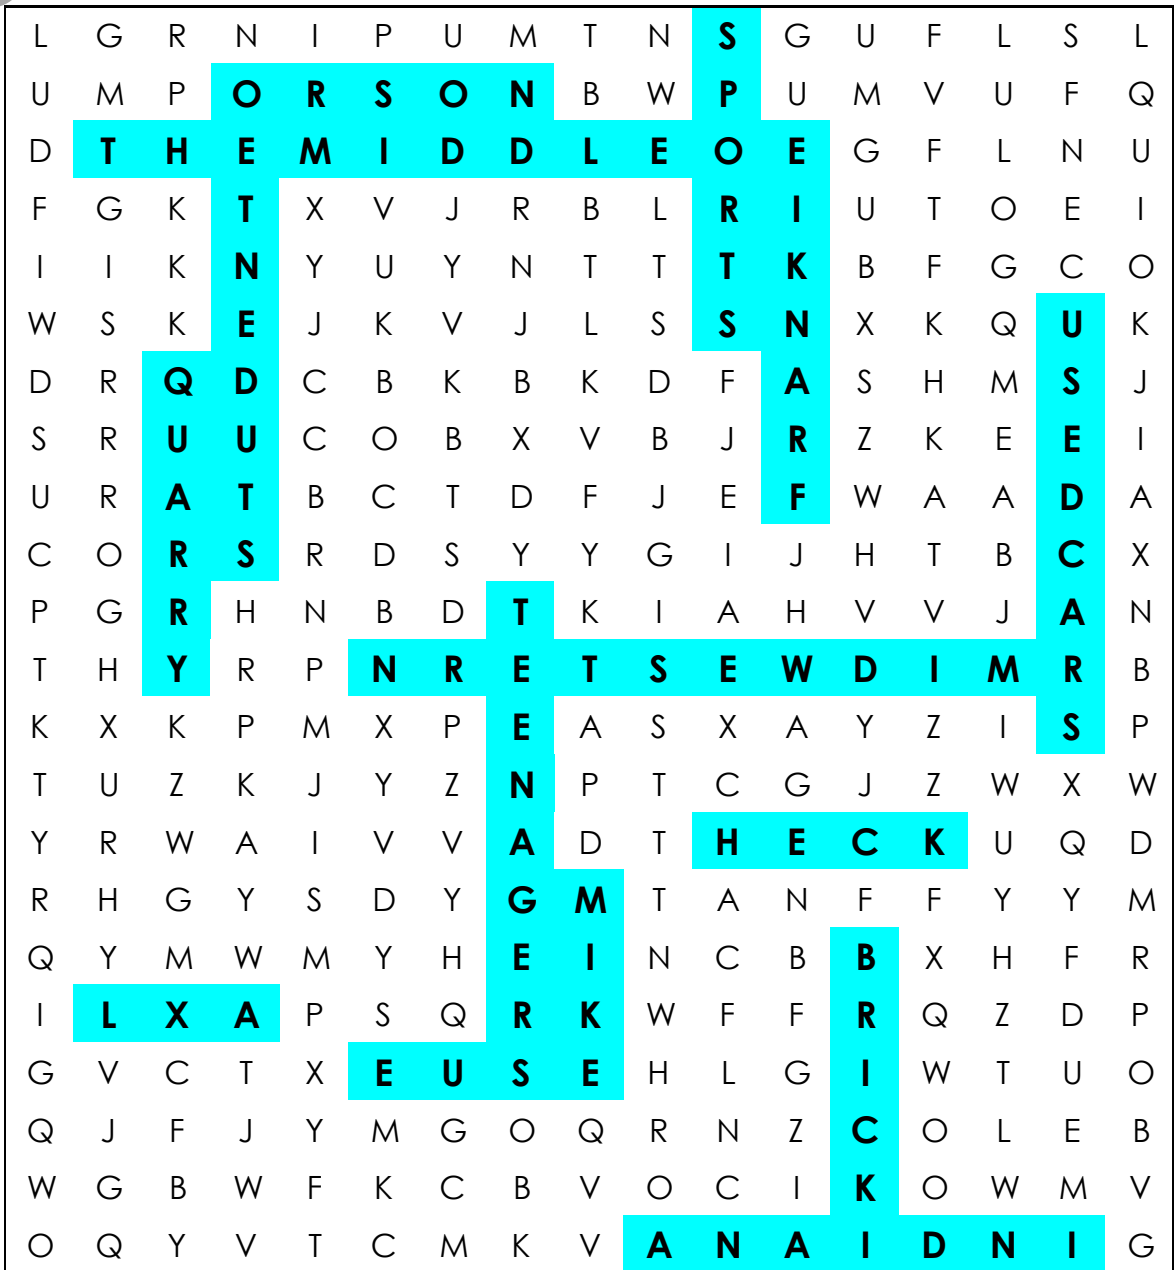 L G R N I P U M T N S G U F L S L
U M P O R S O N B W P U M V U F Q
D T H E M I D D L E O E G F L N U
F G K T X V J R B L R I U T O E I
I I K N Y U Y N T T T K B F G C O
W S K E J K V J L S S N X K Q U K
D R Q D C B K B K D F A S H M S J
S R U U C O B X V B J R Z K E E I
U R A T B C T D F J E F W A A D A
C O R S R D S Y Y G I J H T B C X
P G R H N B D T K I A H V V J A N
T H Y R P N R E T S E W D I M R B
K X K P M X P E A S X A Y Z I S P
T U Z K J Y Z N P T C G J Z W X W
Y R W A I V V A D T H E C K U Q D
R H G Y S D Y G M T A N F F Y Y M
Q Y M W M Y H E I N C B B X H F R
I L X A P S Q R K W F F R Q Z D P
G V C T X E U S E H L G I W T U O
Q J F J Y M G O Q R N Z C O L E B
W G B W F K C B V O C I K O W M V
O Q Y V T C M K V A N A I D N I G